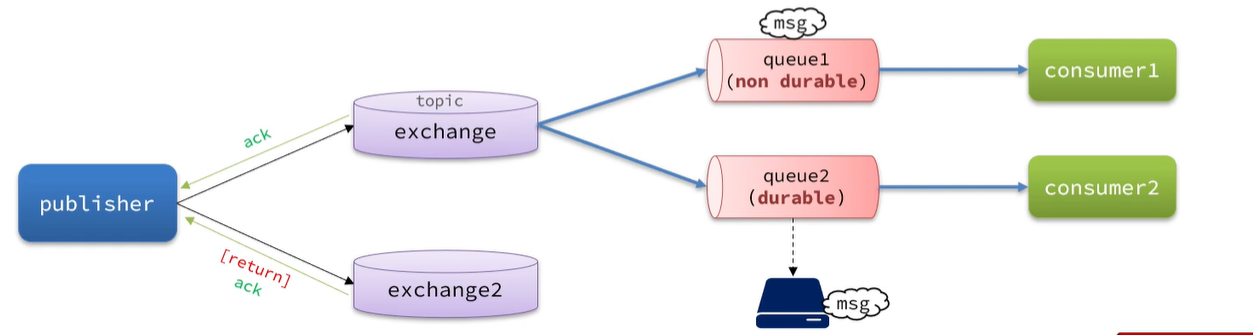 msg
queue1
(non durable)
consumer1
topic
exchange
ack
publisher
queue2
(durable)
consumer2
[return]
ack
exchange2
msg